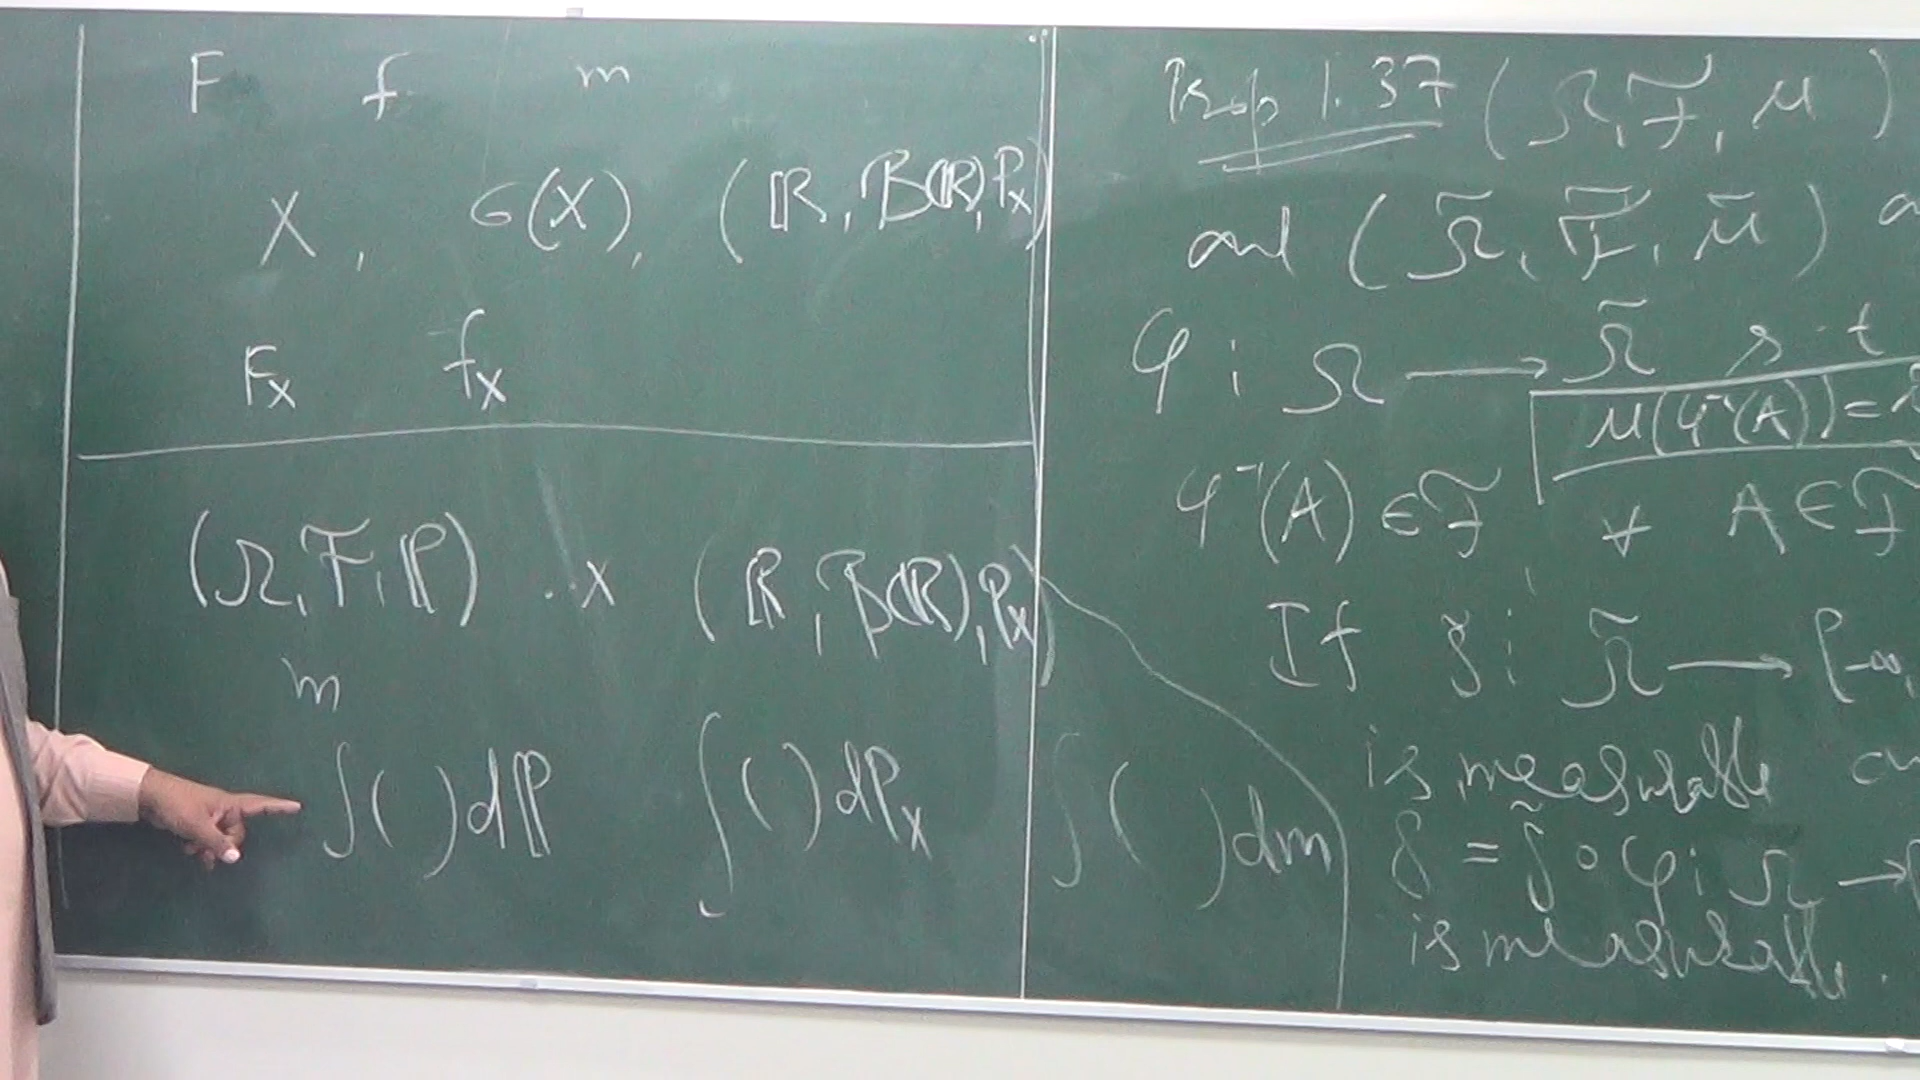 F f m
X, σ(X), (ℝ, B(ℝ), P_X)
F_X f_X
(Ω, F, ℙ) . X (ℝ, B(ℝ), P_X)
m
∫( )dℙ ∫( )dP_X ∫( )dm
Prop 1.37 (Ω, F, μ)
and (Ω̃, F̃, μ̃)
φ : Ω → Ω̃ s.t
μ(φ⁻¹(A)) =
φ⁻¹(A) ∈ F ∀ A ∈ F̃
If g̃ : Ω̃ → [-∞,
is measurable
g = g̃ ∘ φ : Ω →
is measurable.